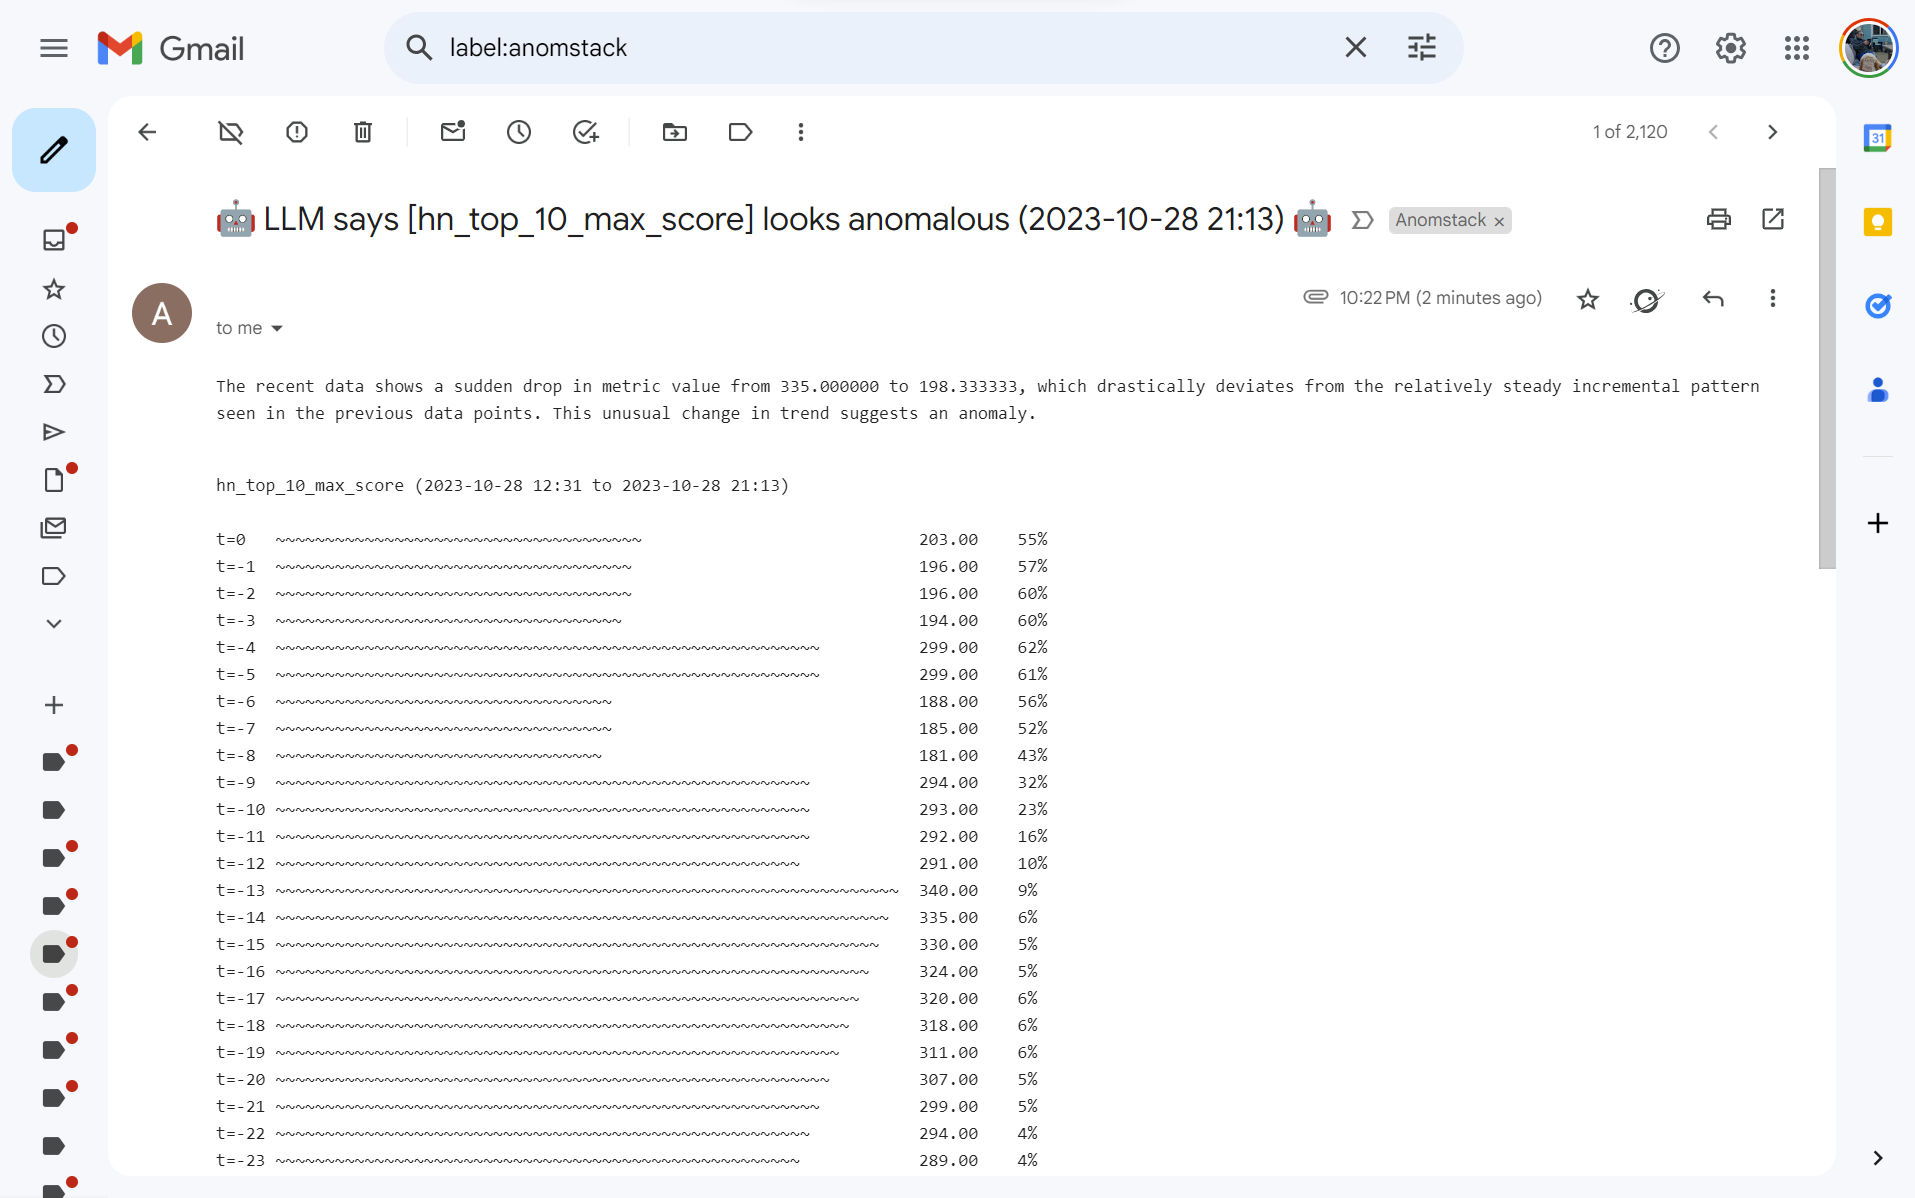 Gmail
label:anomstack
1 of 2,120
31
🤖 LLM says [hn_top_10_max_score] looks anomalous (2023-10-28 21:13) 🤖
Anomstack ×
A
10:22 PM (2 minutes ago)
to me
The recent data shows a sudden drop in metric value from 335.000000 to 198.333333, which drastically deviates from the relatively steady incremental pattern
seen in the previous data points. This unusual change in trend suggests an anomaly.
hn_top_10_max_score (2023-10-28 12:31 to 2023-10-28 21:13)
t=0 ~~~~~~~~~~~~~~~~~~~~~~~~~~~~~~~~~~~~~ 203.00 55%
t=-1 ~~~~~~~~~~~~~~~~~~~~~~~~~~~~~~~~~~~~ 196.00 57%
t=-2 ~~~~~~~~~~~~~~~~~~~~~~~~~~~~~~~~~~~~ 196.00 60%
t=-3 ~~~~~~~~~~~~~~~~~~~~~~~~~~~~~~~~~~~ 194.00 60%
t=-4 ~~~~~~~~~~~~~~~~~~~~~~~~~~~~~~~~~~~~~~~~~~~~~~~~~~~~~~~ 299.00 62%
t=-5 ~~~~~~~~~~~~~~~~~~~~~~~~~~~~~~~~~~~~~~~~~~~~~~~~~~~~~~~ 299.00 61%
t=-6 ~~~~~~~~~~~~~~~~~~~~~~~~~~~~~~~~~~ 188.00 56%
t=-7 ~~~~~~~~~~~~~~~~~~~~~~~~~~~~~~~~~~ 185.00 52%
t=-8 ~~~~~~~~~~~~~~~~~~~~~~~~~~~~~~~~~ 181.00 43%
t=-9 ~~~~~~~~~~~~~~~~~~~~~~~~~~~~~~~~~~~~~~~~~~~~~~~~~~~~~~ 294.00 32%
t=-10 ~~~~~~~~~~~~~~~~~~~~~~~~~~~~~~~~~~~~~~~~~~~~~~~~~~~~~~ 293.00 23%
t=-11 ~~~~~~~~~~~~~~~~~~~~~~~~~~~~~~~~~~~~~~~~~~~~~~~~~~~~~~ 292.00 16%
t=-12 ~~~~~~~~~~~~~~~~~~~~~~~~~~~~~~~~~~~~~~~~~~~~~~~~~~~~~ 291.00 10%
t=-13 ~~~~~~~~~~~~~~~~~~~~~~~~~~~~~~~~~~~~~~~~~~~~~~~~~~~~~~~~~~~~~~~ 340.00 9%
t=-14 ~~~~~~~~~~~~~~~~~~~~~~~~~~~~~~~~~~~~~~~~~~~~~~~~~~~~~~~~~~~~~~ 335.00 6%
t=-15 ~~~~~~~~~~~~~~~~~~~~~~~~~~~~~~~~~~~~~~~~~~~~~~~~~~~~~~~~~~~~~ 330.00 5%
t=-16 ~~~~~~~~~~~~~~~~~~~~~~~~~~~~~~~~~~~~~~~~~~~~~~~~~~~~~~~~~~~~ 324.00 5%
t=-17 ~~~~~~~~~~~~~~~~~~~~~~~~~~~~~~~~~~~~~~~~~~~~~~~~~~~~~~~~~~~ 320.00 6%
t=-18 ~~~~~~~~~~~~~~~~~~~~~~~~~~~~~~~~~~~~~~~~~~~~~~~~~~~~~~~~~~ 318.00 6%
t=-19 ~~~~~~~~~~~~~~~~~~~~~~~~~~~~~~~~~~~~~~~~~~~~~~~~~~~~~~~~~ 311.00 6%
t=-20 ~~~~~~~~~~~~~~~~~~~~~~~~~~~~~~~~~~~~~~~~~~~~~~~~~~~~~~~~ 307.00 5%
t=-21 ~~~~~~~~~~~~~~~~~~~~~~~~~~~~~~~~~~~~~~~~~~~~~~~~~~~~~~~ 299.00 5%
t=-22 ~~~~~~~~~~~~~~~~~~~~~~~~~~~~~~~~~~~~~~~~~~~~~~~~~~~~~~ 294.00 4%
t=-23 ~~~~~~~~~~~~~~~~~~~~~~~~~~~~~~~~~~~~~~~~~~~~~~~~~~~~~ 289.00 4%